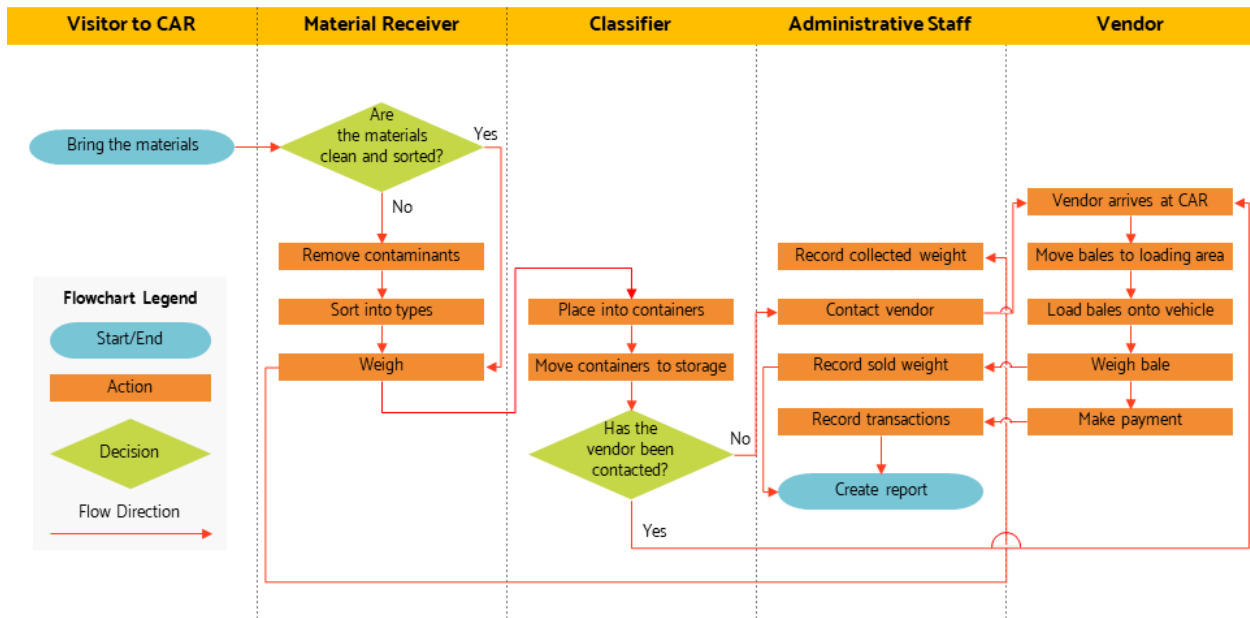 Visitor to CAR
Material Receiver
Classifier
Administrative Staff
Vendor
Bring the materials
Are
the materials
clean and sorted?
Yes
No
Remove contaminants
Sort into types
Weigh
Place into containers
Move containers to storage
Has the
vendor been
contacted?
No
Yes
Record collected weight
Contact vendor
Record sold weight
Record transactions
Create report
Vendor arrives at CAR
Move bales to loading area
Load bales onto vehicle
Weigh bale
Make payment
Flowchart Legend
Start/End
Action
Decision
Flow Direction